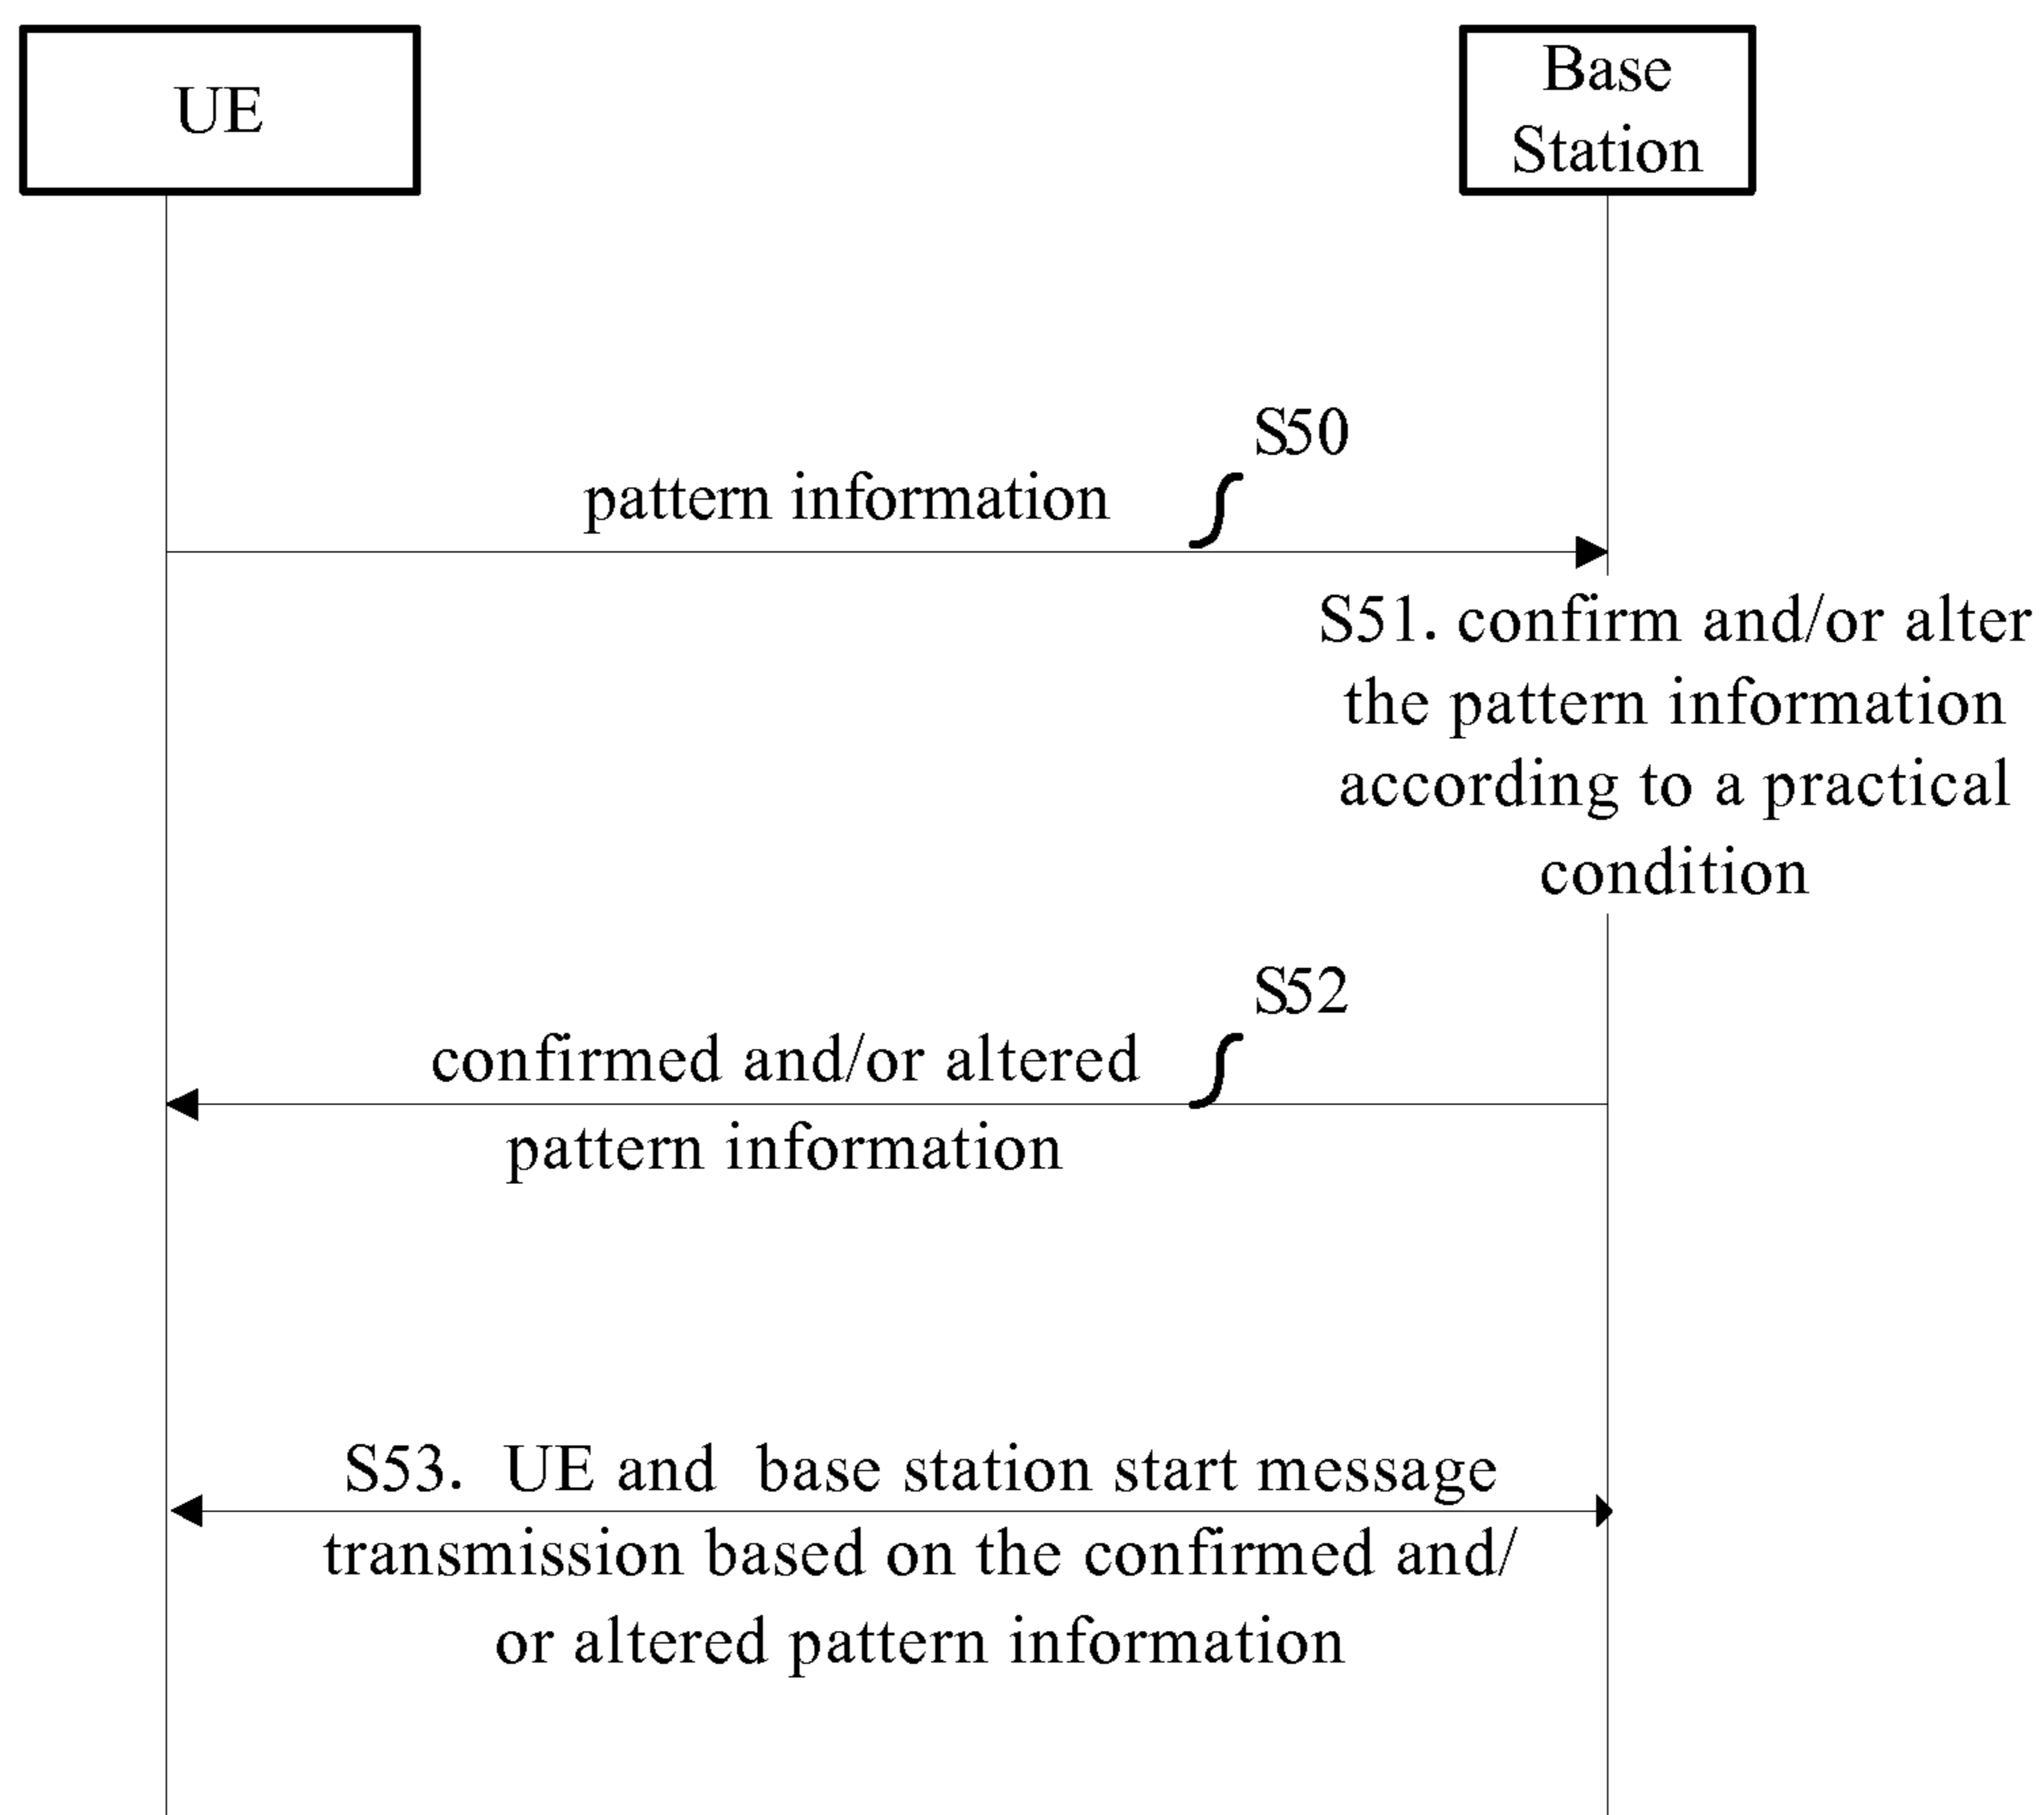 UE
Base
Station
S50
pattern information
S51. confirm and/or alter
the pattern information
according to a practical
condition
S52
confirmed and/or altered
pattern information
S53. UE and base station start message
transmission based on the confirmed and/
or altered pattern information